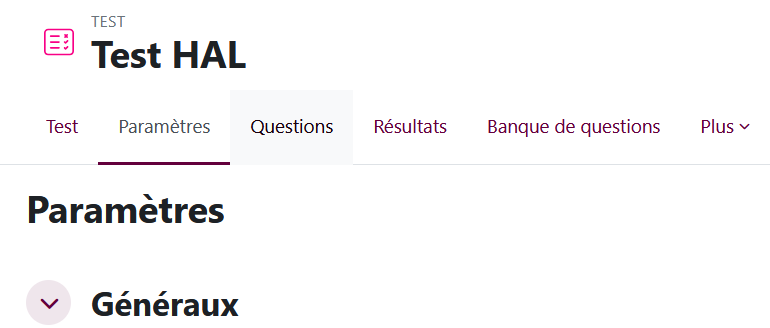 TEST
Test HAL
Test Paramètres Questions Résultats Banque de questions Plus
Paramètres
Généraux